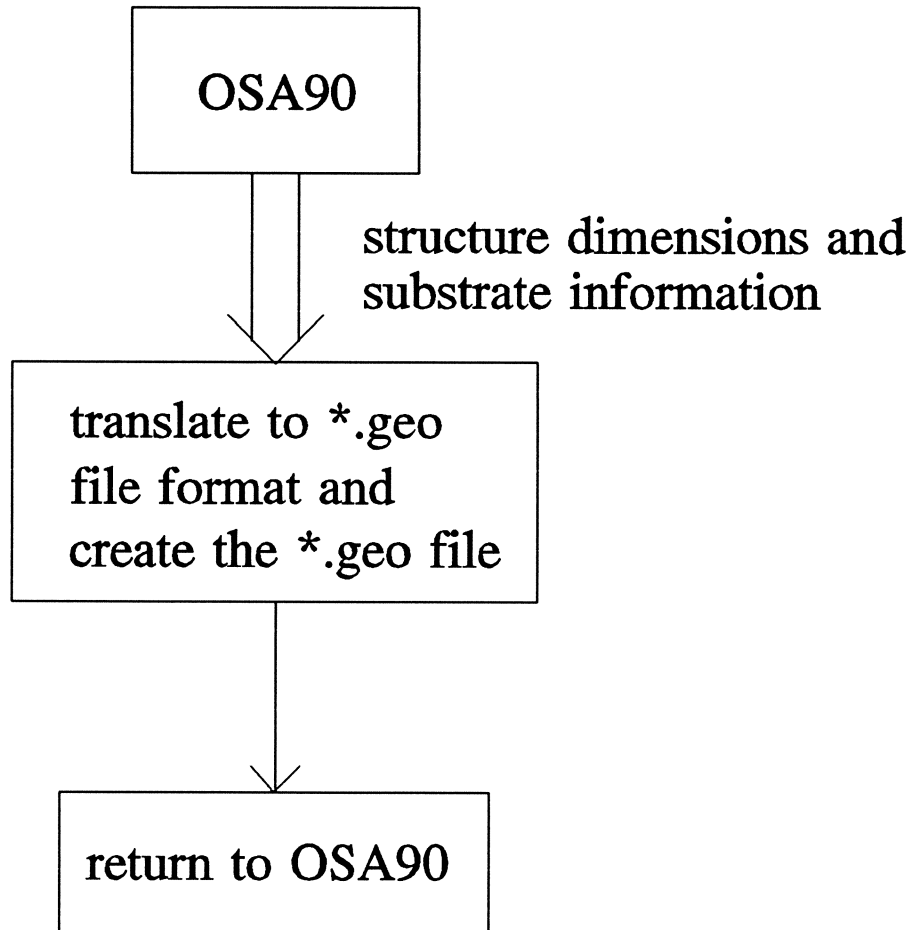 OSA90
structure dimensions and
substrate information
translate to *.geo
file format and
create the *.geo file
return to OSA90